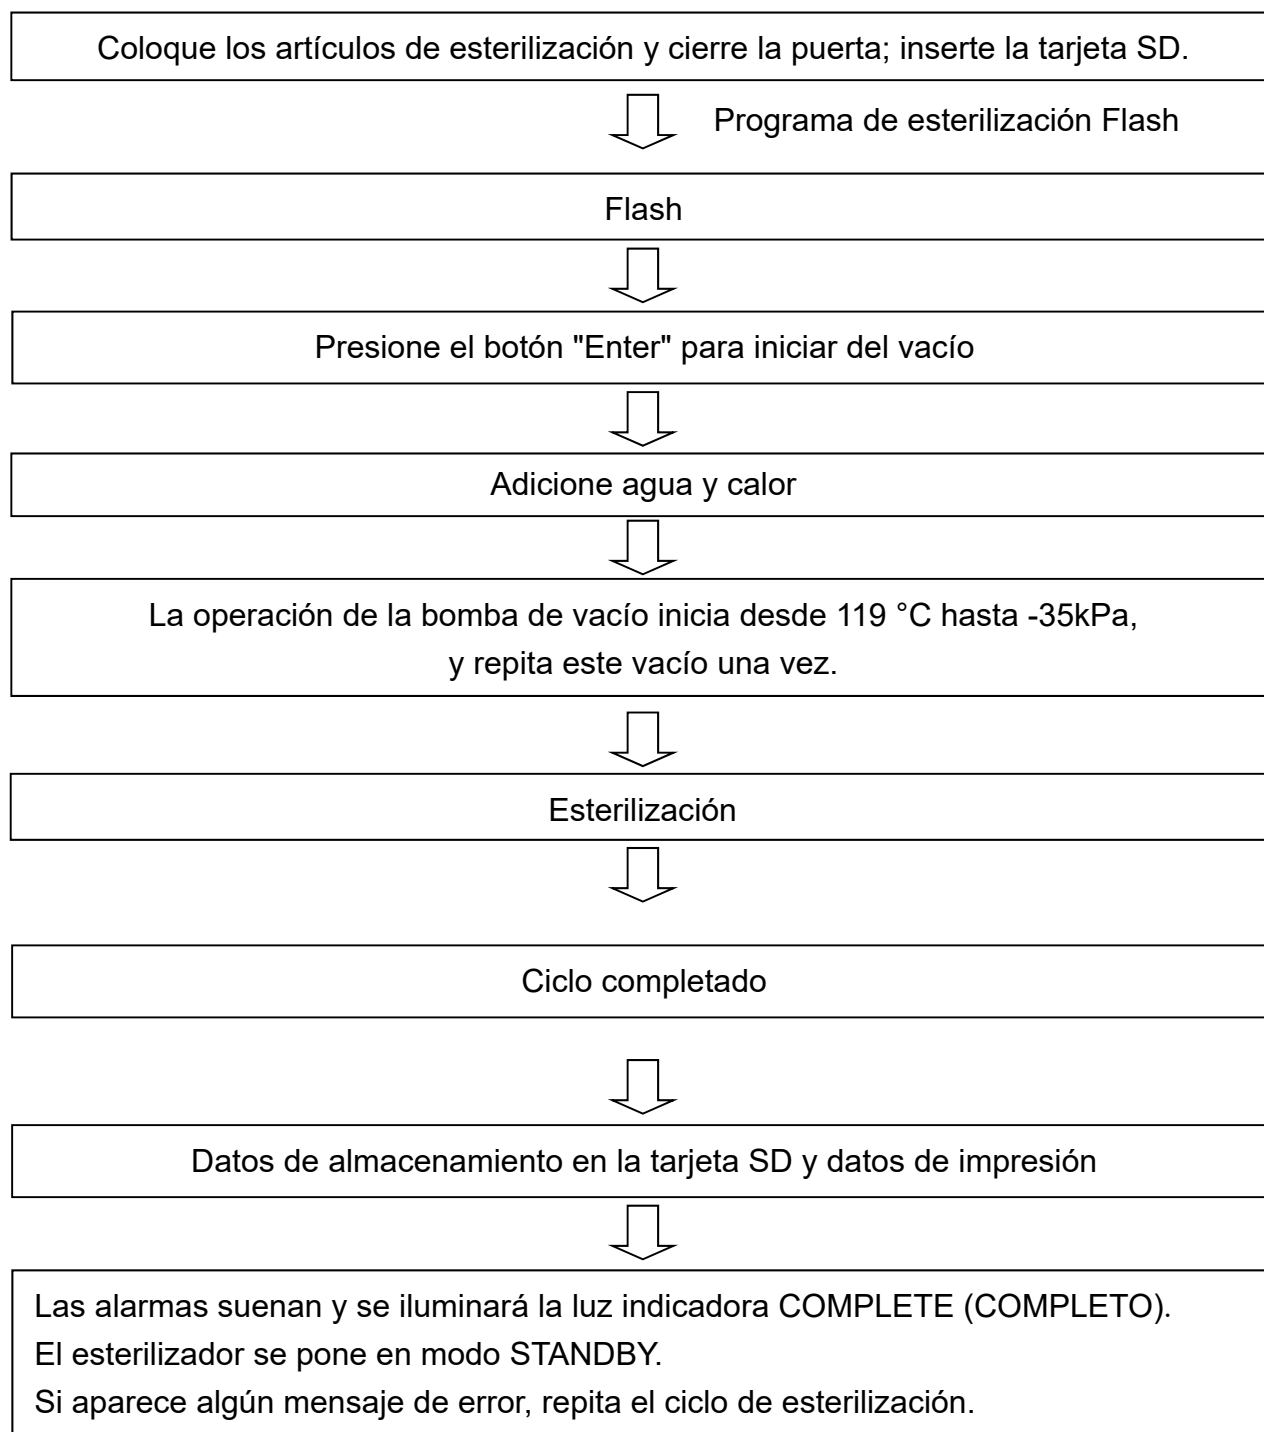 Coloque los artículos de esterilización y cierre la puerta; inserte la tarjeta SD.
Programa de esterilización Flash
Flash
Presione el botón "Enter" para iniciar del vacío
Adicione agua y calor
La operación de la bomba de vacío inicia desde 119 °C hasta -35kPa,
y repita este vacío una vez.
Esterilización
Ciclo completado
Datos de almacenamiento en la tarjeta SD y datos de impresión
Las alarmas suenan y se iluminará la luz indicadora COMPLETE (COMPLETO).
El esterilizador se pone en modo STANDBY.
Si aparece algún mensaje de error, repita el ciclo de esterilización.